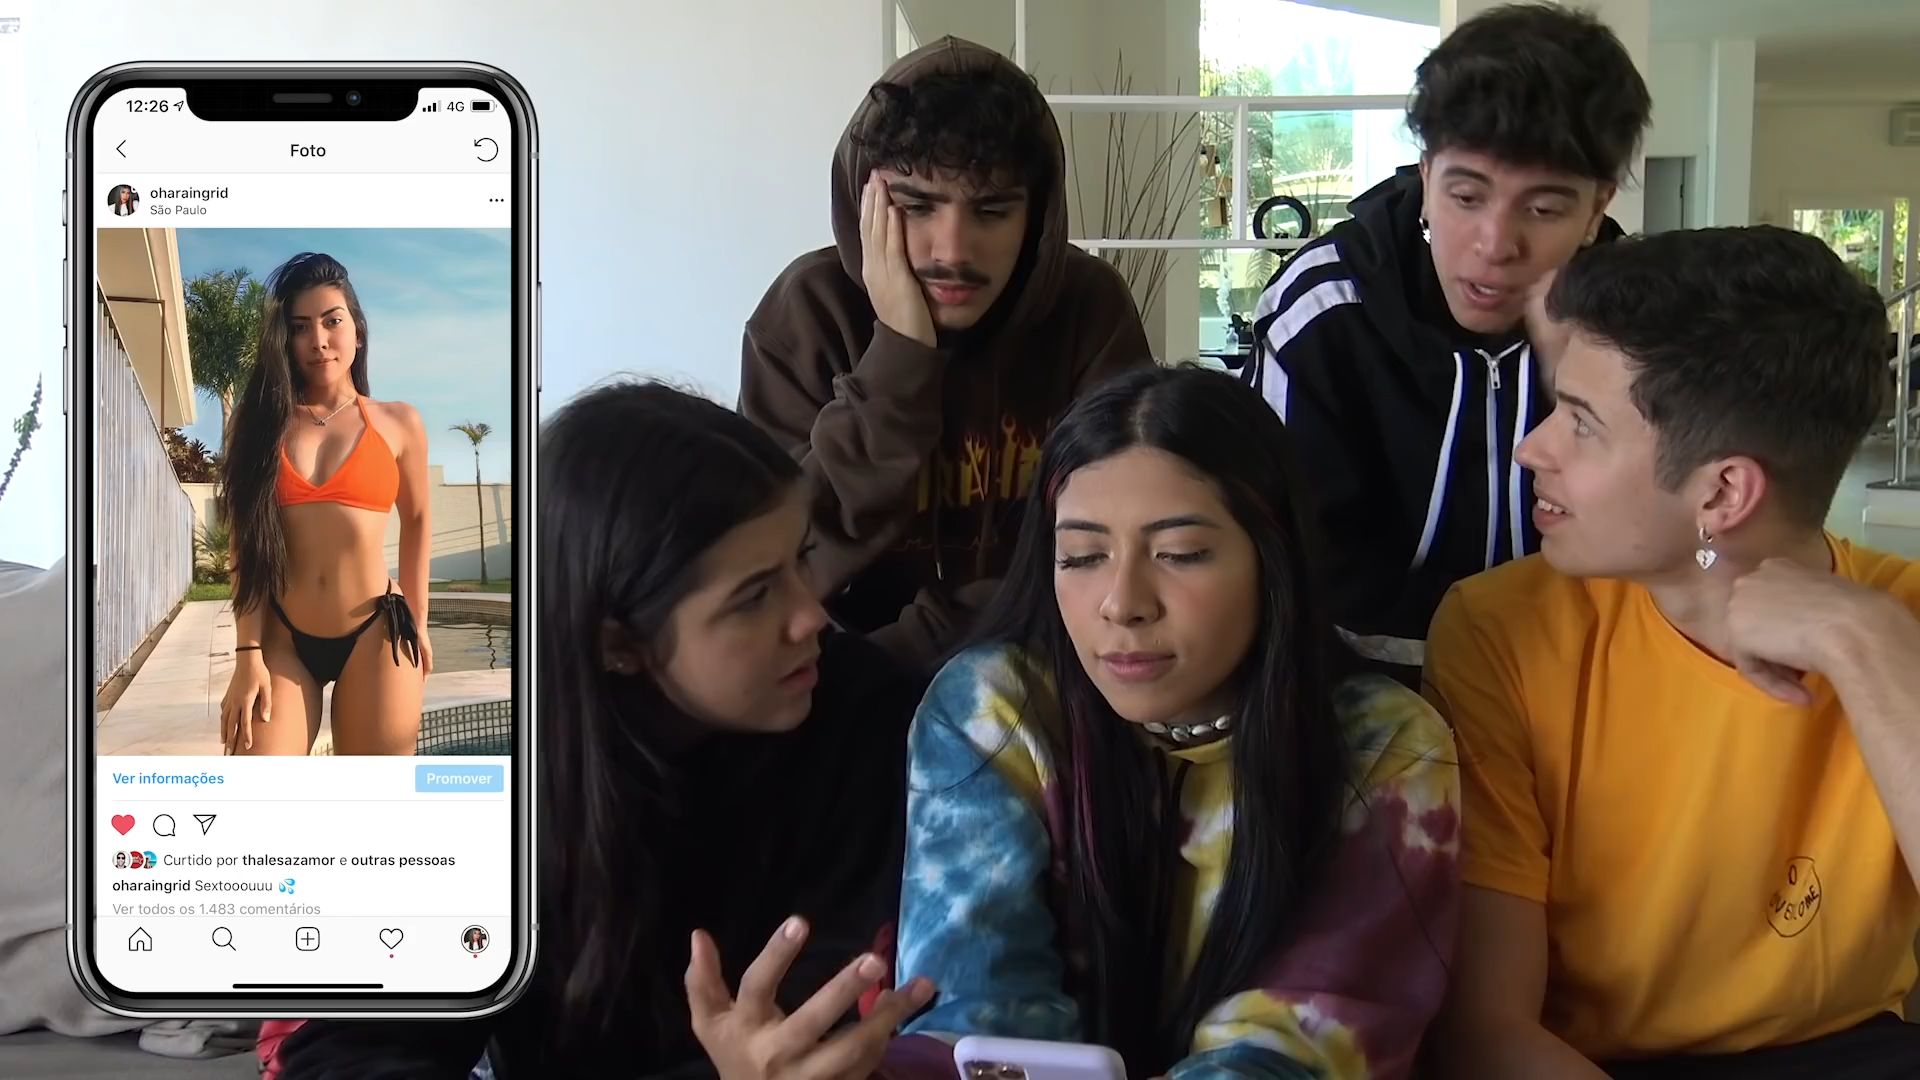 12:26
4G
Foto
oharaingrid
São Paulo
Ver informações
Promover
Curtido por thalesazamor e outras pessoas
oharaingrid Sextooouuu 💦
Ver todos os 1.483 comentários